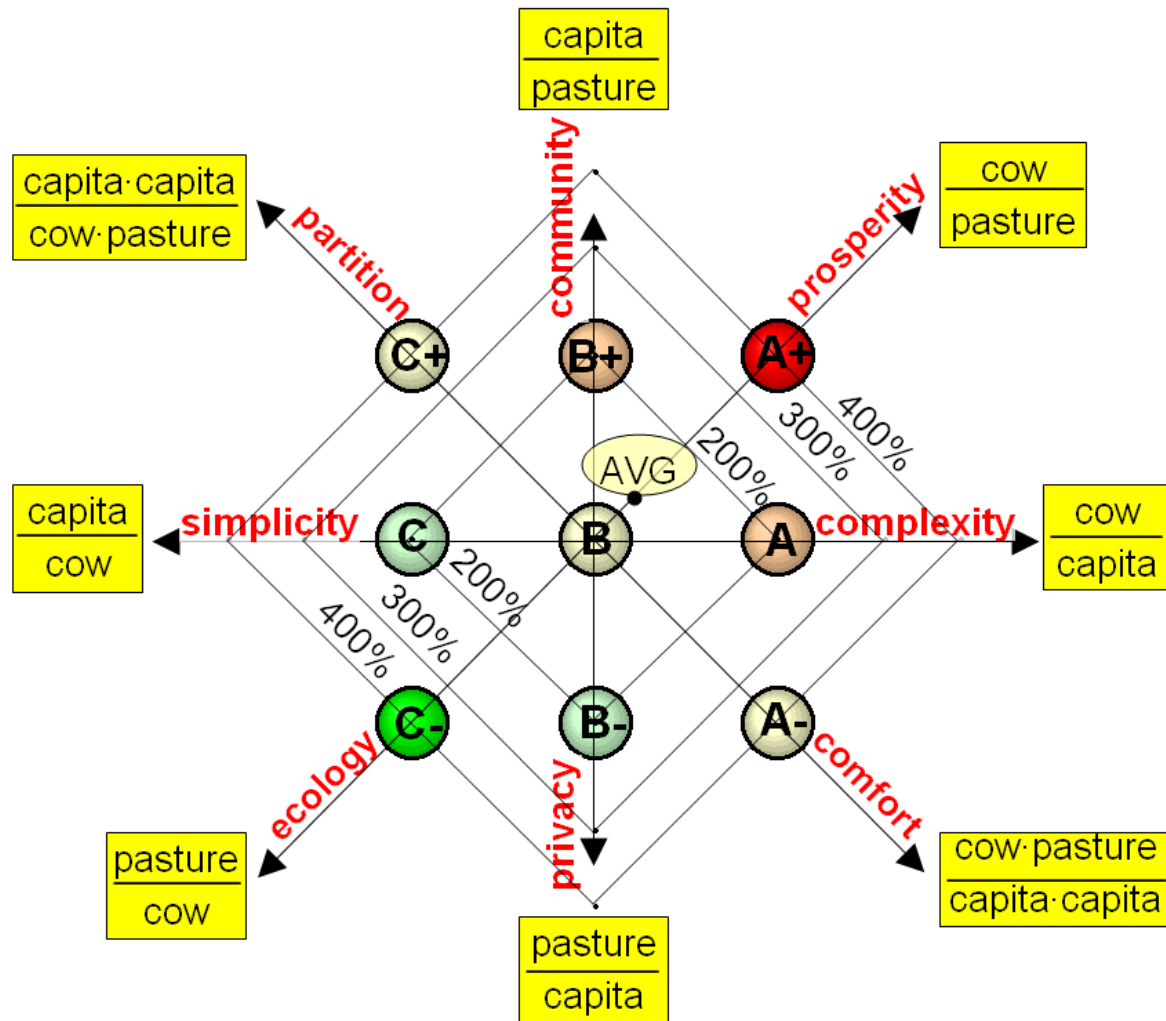 capita
pasture
community
capita·capita
cow·pasture
partition
cow
pasture
prosperity
C+
B+
A+
200%
300%
400%
AVG
capita
cow
simplicity
C
B
A
complexity
cow
capita
200%
300%
400%
C-
B-
A-
ecology
privacy
comfort
pasture
cow
cow·pasture
capita·capita
pasture
capita